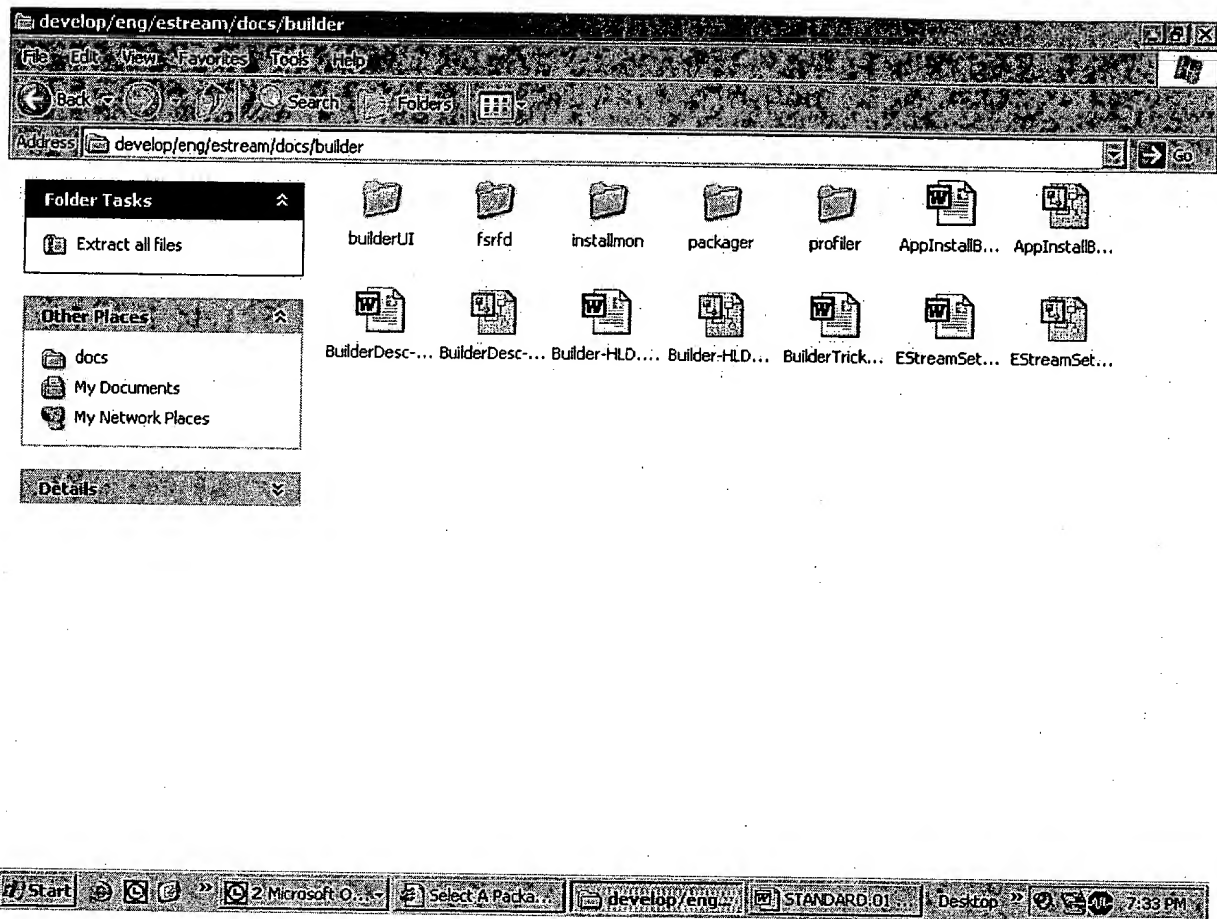 develop/eng/estream/docs/builder
File Edit View Favorites Tools Help
Back Search Folders
Address develop/eng/estream/docs/builder Go
Folder Tasks
Extract all files
Other Places
docs
My Documents
My Network Places
Details
builderUI fsrfd installmon packager profiler AppInstallB... AppInstallB...
BuilderDesc-... BuilderDesc-... Builder-HLD... Builder-HLD... BuilderTrick... EStreamSet... EStreamSet...
Start 2 Microsoft O... Select A Packa... develop/eng... STANDARD.01 ... Desktop 7:33 PM